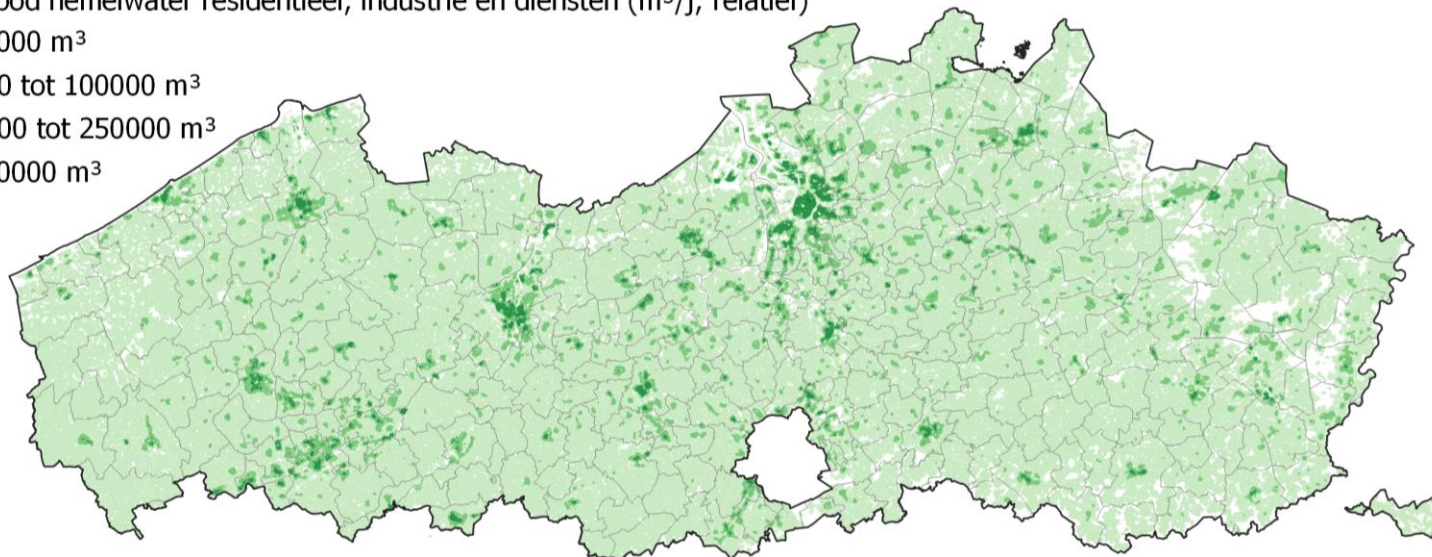 hemelwater residentieel, industrie en diensten (m³/j, relatief)
000 m³
0 tot 100000 m³
00 tot 250000 m³
0000 m³